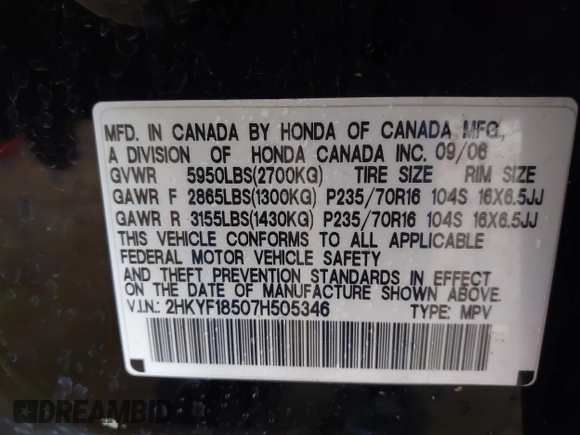 MFD. IN CANADA BY HONDA OF CANADA MFG.,
A DIVISION OF HONDA CANADA INC. 09/06
GVWR 5950LBS(2700KG) TIRE SIZE RIM SIZE
GAWR F 2865LBS(1300KG) P235/70R16 104S 16X6.5JJ
GAWR R 3155LBS(1430KG) P235/70R16 104S 16X6.5JJ
THIS VEHICLE CONFORMS TO ALL APPLICABLE
FEDERAL MOTOR VEHICLE SAFETY
AND THEFT PREVENTION STANDARDS IN EFFECT
ON THE DATE OF MANUFACTURE SHOWN ABOVE.
V.I.N.: 2HKYF18507H505346 TYPE: MPV
DREAMBID